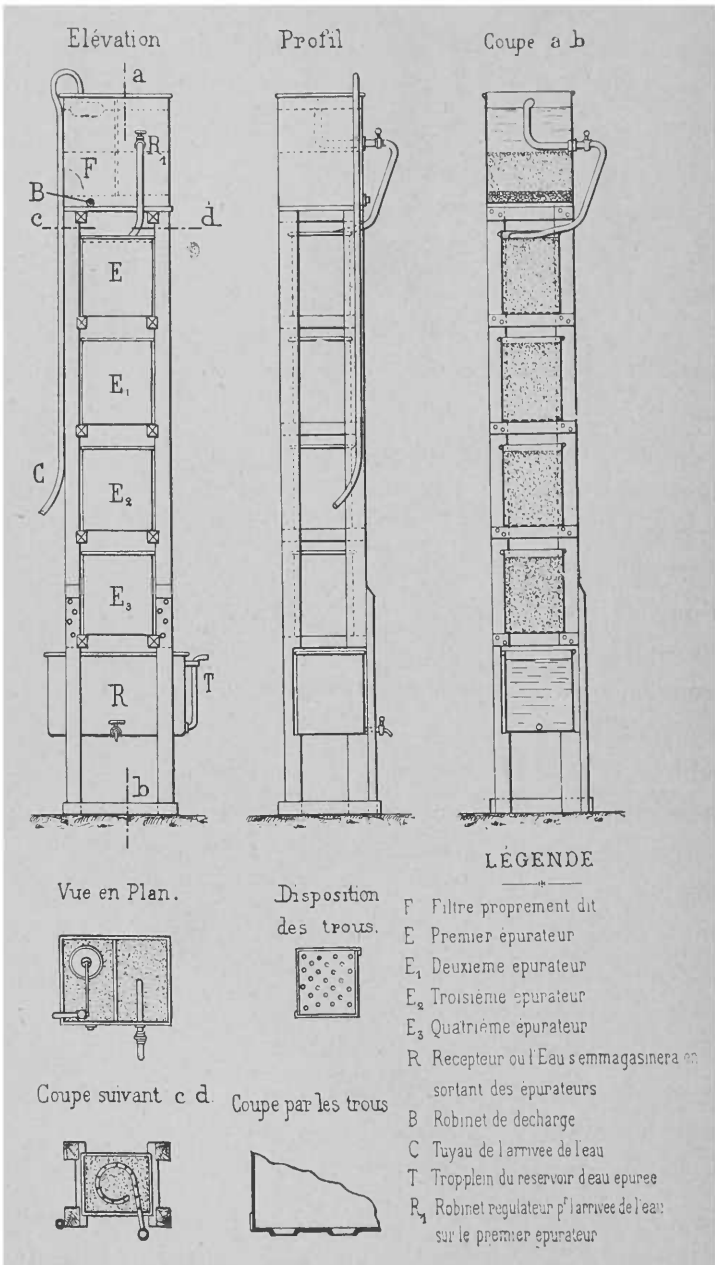 Elévation
Profil
Coupe a b
a
R1
F
B
c
d
E
E1
C
E2
E3
R
T
b
LÉGENDE
Vue en Plan.
Disposition
des trous.
F Filtre proprement dit
E Premier épurateur
E1 Deuxieme epurateur
E2 Troisième epurateur
E3 Quatrième épurateur
R Recepteur ou l'Eau s emmagasinera en
sortant des épurateurs
B Robinet de decharge
C Tuyau de l arrivee de l'eau
T Trop-plein du reservoir d eau epuree
R1 Robinet regulateur pr l arrivee de l'eau
sur le premier epurateur
Coupe suivant c d.
Coupe par les trous